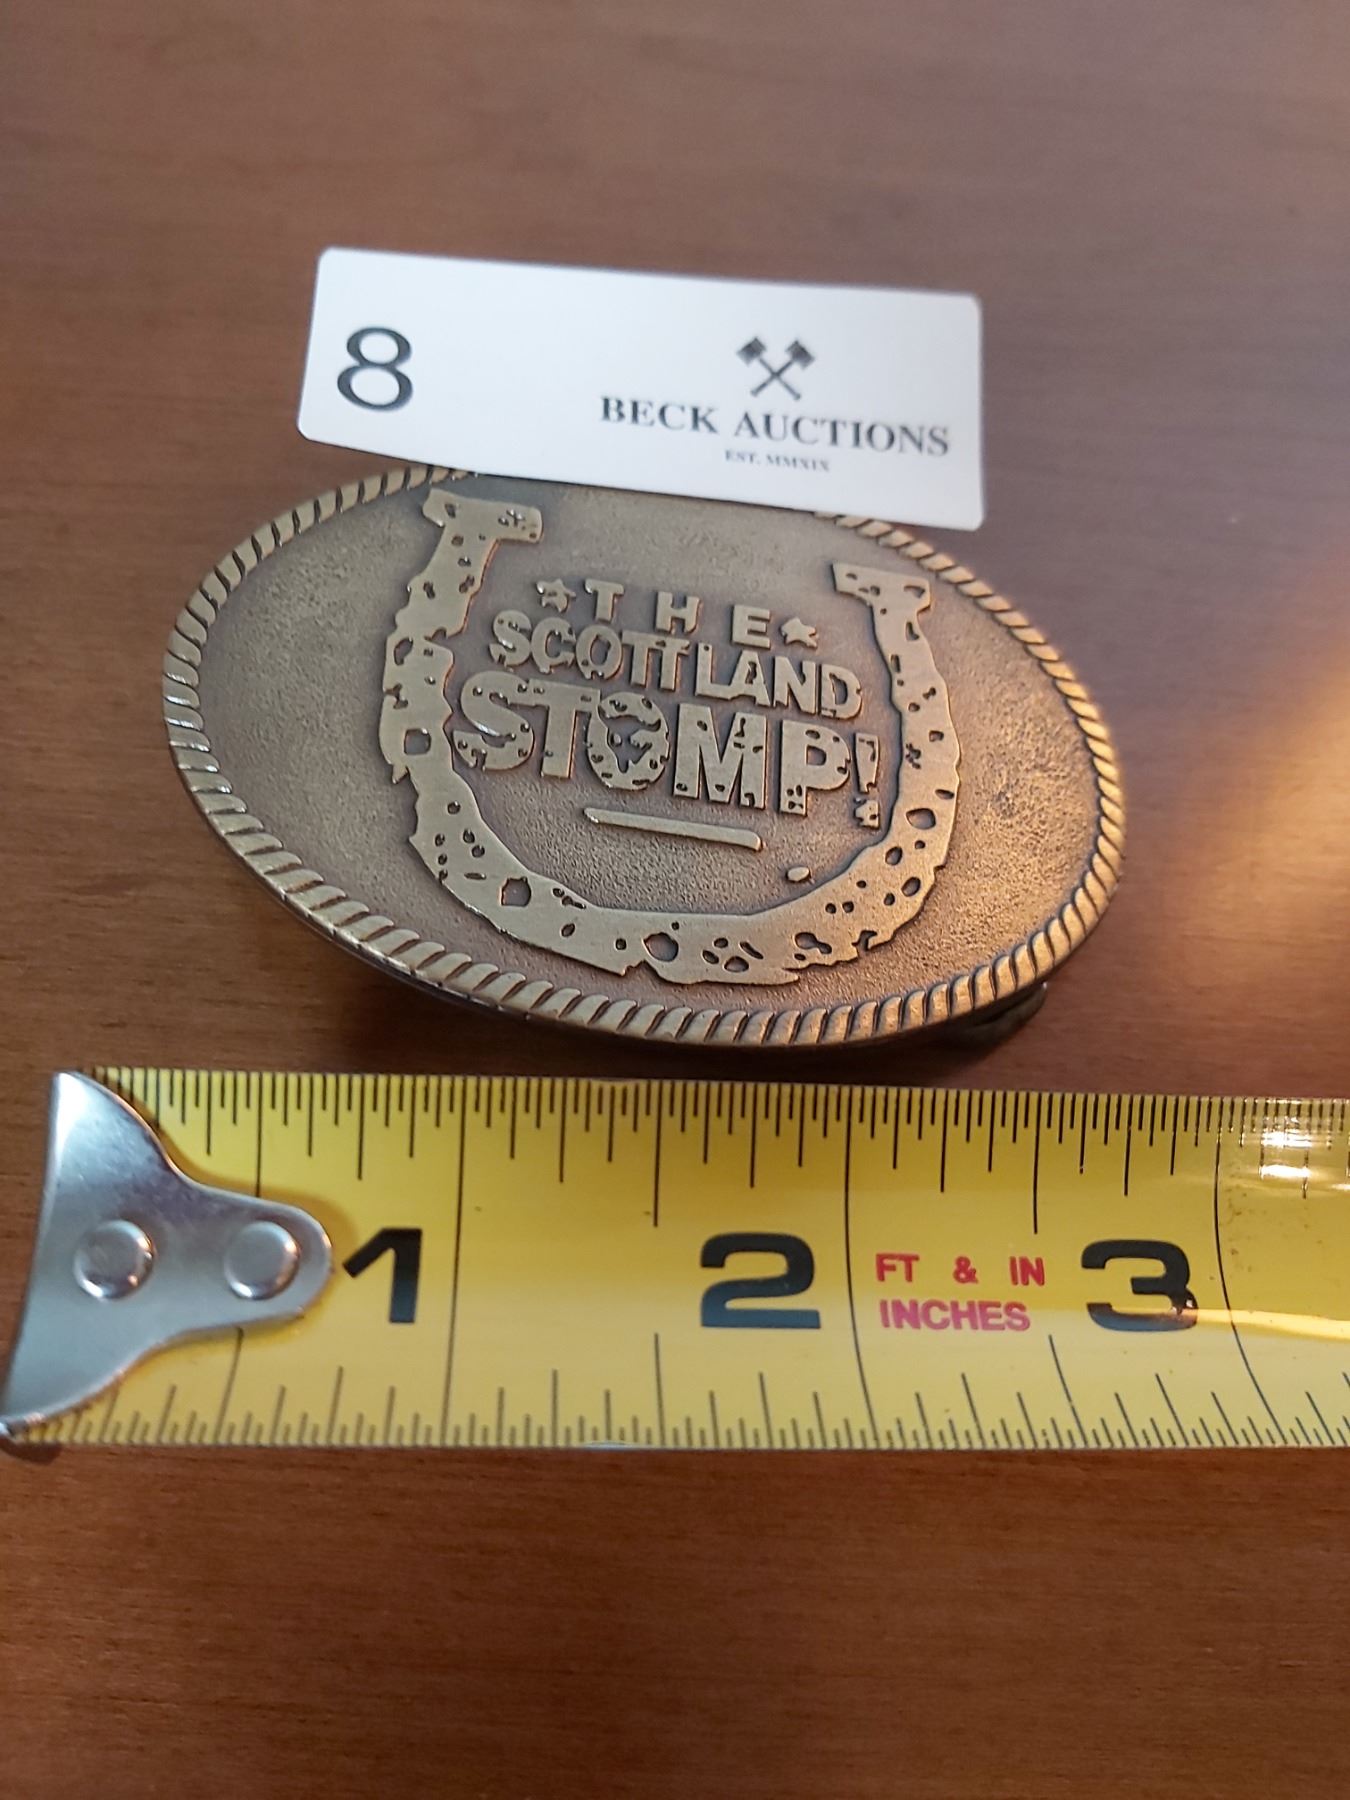 8
BECK AUCTIONS
EST. MMXIX
THE
SCOTTLAND
STOMP!
1 2 3
FT & IN
INCHES